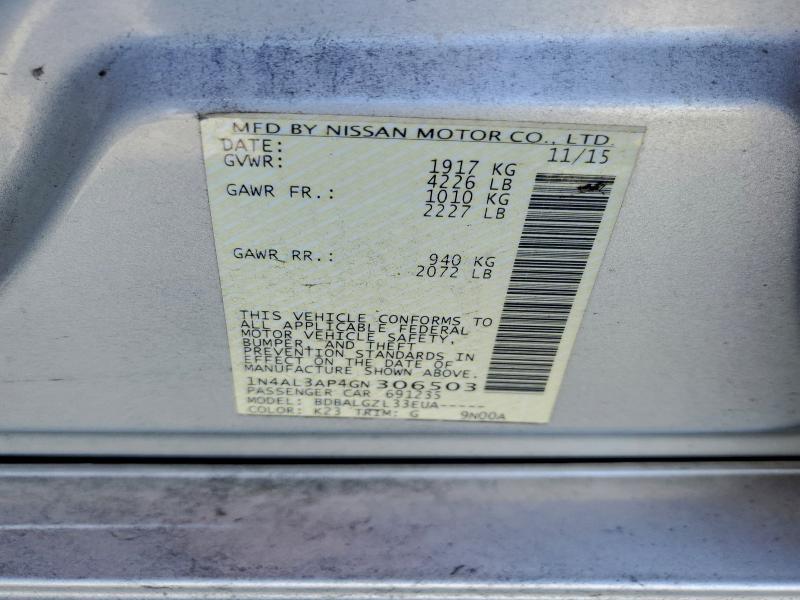 MFD BY NISSAN MOTOR CO., LTD.
DATE: 11/15
GVWR: 1917 KG
4226 LB
GAWR FR.: 1010 KG
2227 LB
GAWR RR.: 940 KG
2072 LB
THIS VEHICLE CONFORMS TO
ALL APPLICABLE FEDERAL
MOTOR VEHICLE SAFETY,
BUMPER, AND THEFT
PREVENTION STANDARDS IN
EFFECT ON THE DATE OF
MANUFACTURE SHOWN ABOVE.
1N4AL3AP4GN306503
PASSENGER CAR 691235
MODEL: BDBALGZL33EUA-----
COLOR: K23 TRIM: G 9N00A